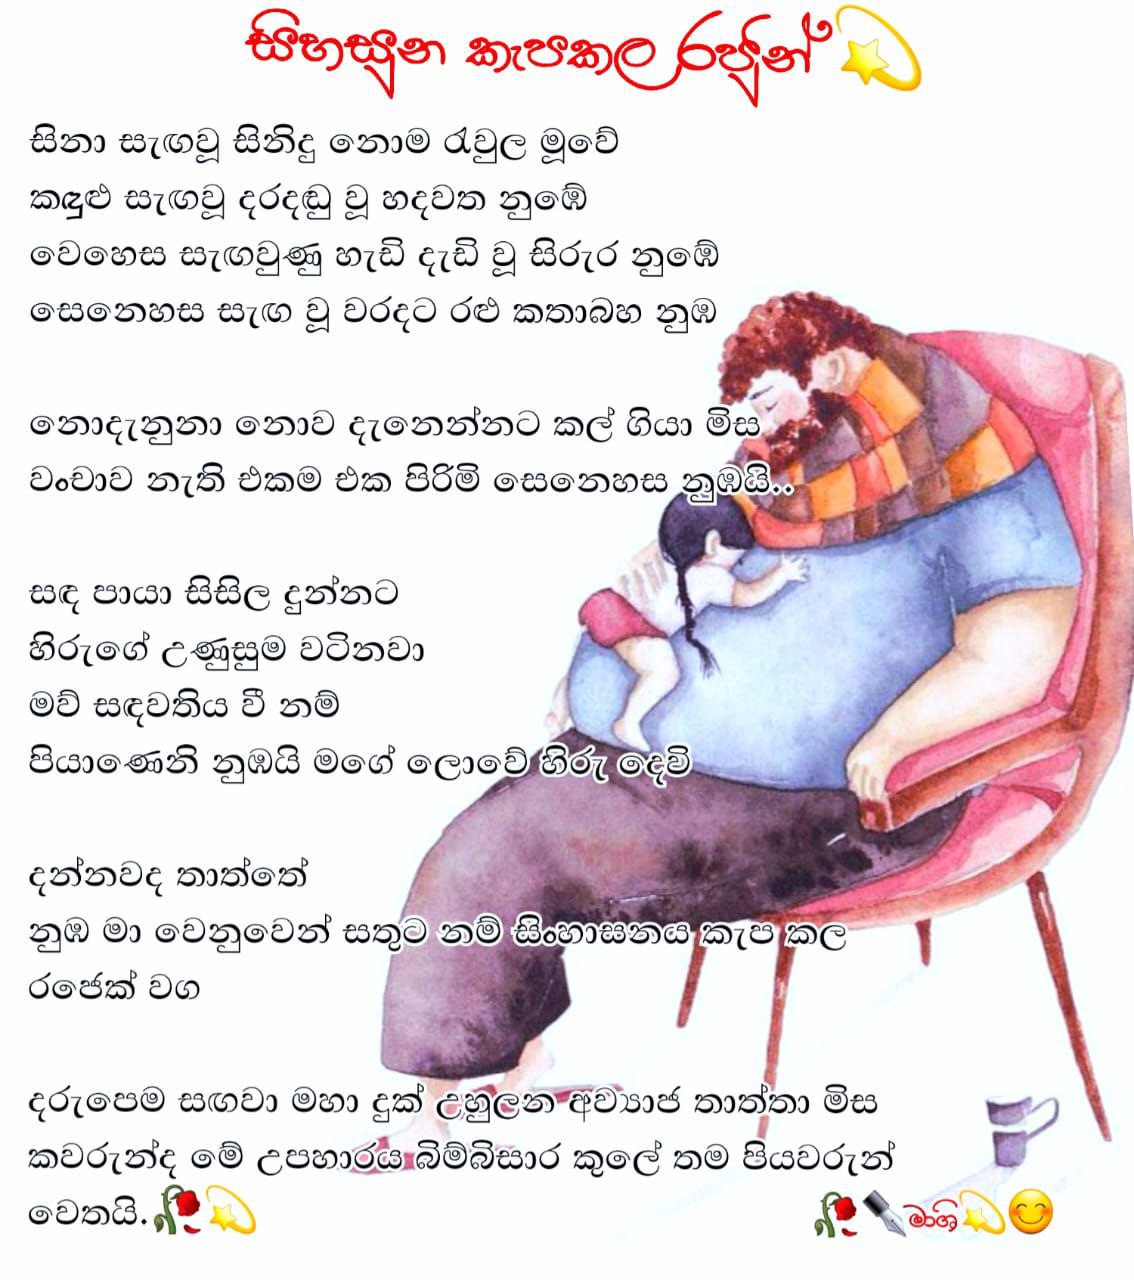 සිහසුන කැපකල රජුන්
සිනා සැඟවූ සිනිඳු නොම රැවුල මූවේ
කඳුළු සැඟවූ දරදඬු වූ හදවත නුඹේ
වෙහෙස සැඟවුණු හැඩි දැඩි වූ සිරුර නුඹේ
සෙනෙහස සැඟ වූ වරදට රළු කතාබහ නුඹ
නොදැනුනා නොව දැනෙන්නට කල් ගියා මිස
වංචාව නැති එකම එක පිරිමි සෙනෙහස නුඹයි..
සඳ පායා සිසිල දුන්නට
හිරුගේ උණුසුම වටිනවා
මව් සඳවතිය වී නම්
පියාණෙනි නුඹයි මගේ ලොවේ හිරු දෙවි
දන්නවද තාත්තේ
නුඹ මා වෙනුවෙන් සතුට නම් සිංහාසනය කැප කල
රජෙක් වග
දරුපෙම සඟවා මහා දුක් උහුලන අව්‍යාජ තාත්තා මිස
කවරුන්ද මේ උපහාරය බිම්බිසාර කුලේ තම පියවරුන්
වෙතයි.
මාශි